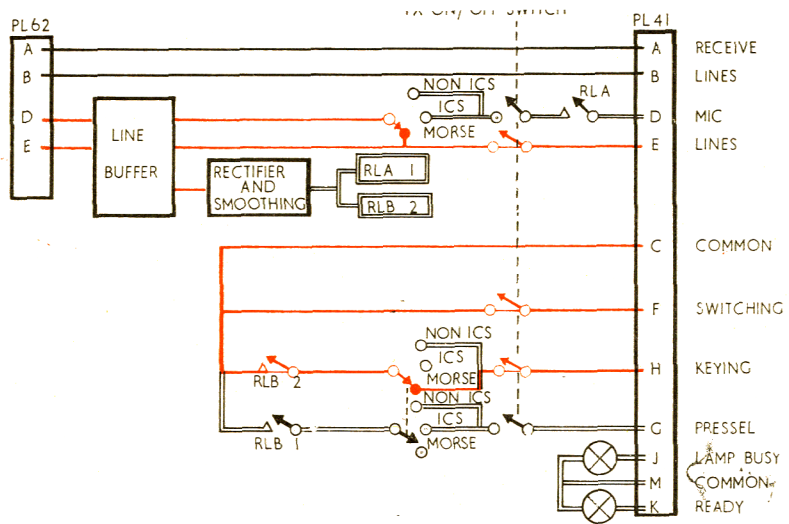 TX ON/OFF SWITCH
PL62
PL41
A
A RECEIVE
B
B LINES
NON ICS
ICS
MORSE
RLA
D
D MIC
E
E LINES
LINE
BUFFER
RECTIFIER
AND
SMOOTHING
RLA 1
RLB 2
C COMMON
F SWITCHING
NON ICS
ICS
MORSE
RLB 2
H KEYING
NON ICS
ICS
MORSE
RLB 1
G PRESSEL
J LAMP BUSY
M COMMON
K READY